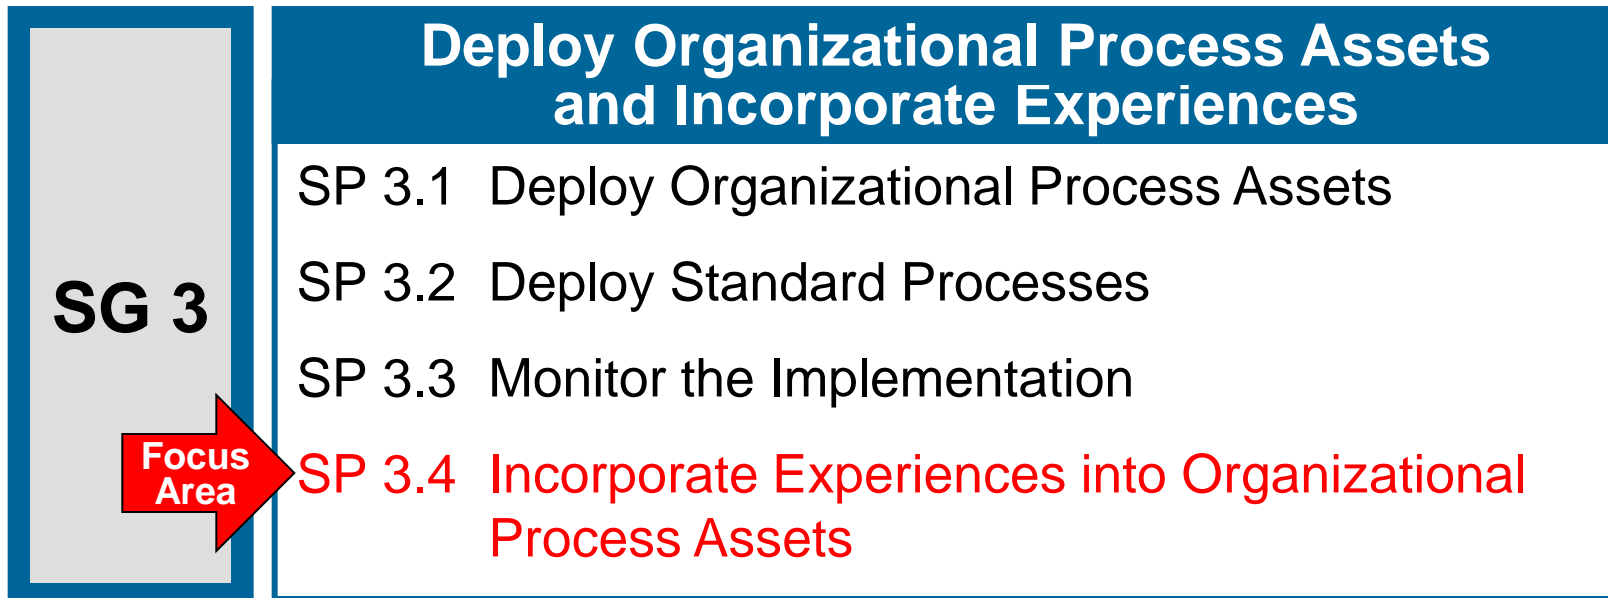 Deploy Organizational Process Assets
and Incorporate Experiences
SG 3
SP 3.1 Deploy Organizational Process Assets
SP 3.2 Deploy Standard Processes
SP 3.3 Monitor the Implementation
Focus
Area
SP 3.4 Incorporate Experiences into Organizational
Process Assets